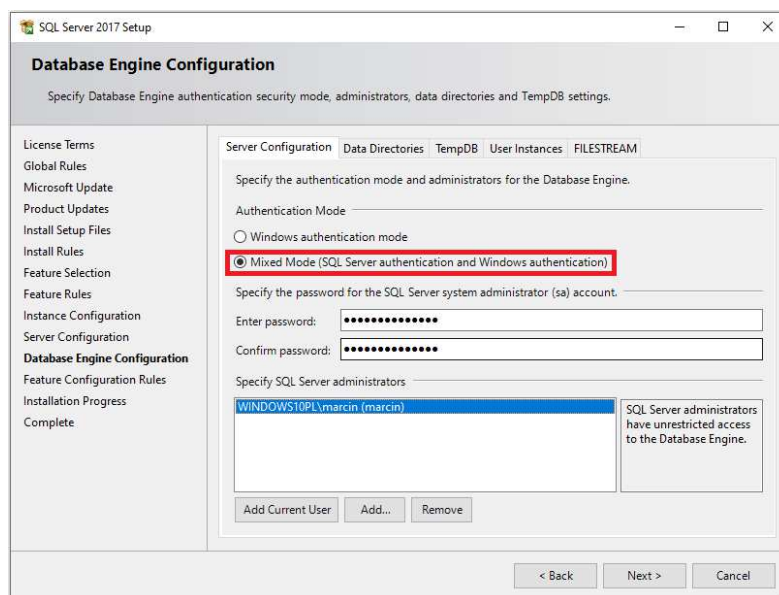 SQL Server 2017 Setup
Database Engine Configuration
Specify Database Engine authentication security mode, administrators, data directories and TempDB settings.
License Terms
Global Rules
Microsoft Update
Product Updates
Install Setup Files
Install Rules
Feature Selection
Feature Rules
Instance Configuration
Server Configuration
Database Engine Configuration
Feature Configuration Rules
Installation Progress
Complete
Server Configuration Data Directories TempDB User Instances FILESTREAM
Specify the authentication mode and administrators for the Database Engine.
Authentication Mode
Windows authentication mode
Mixed Mode (SQL Server authentication and Windows authentication)
Specify the password for the SQL Server system administrator (sa) account.
Enter password: ●●●●●●●●●●●●●●
Confirm password: ●●●●●●●●●●●●●●
Specify SQL Server administrators
WINDOWS10PL\marcin (marcin)
SQL Server administrators
have unrestricted access
to the Database Engine.
Add Current User Add... Remove
< Back Next > Cancel